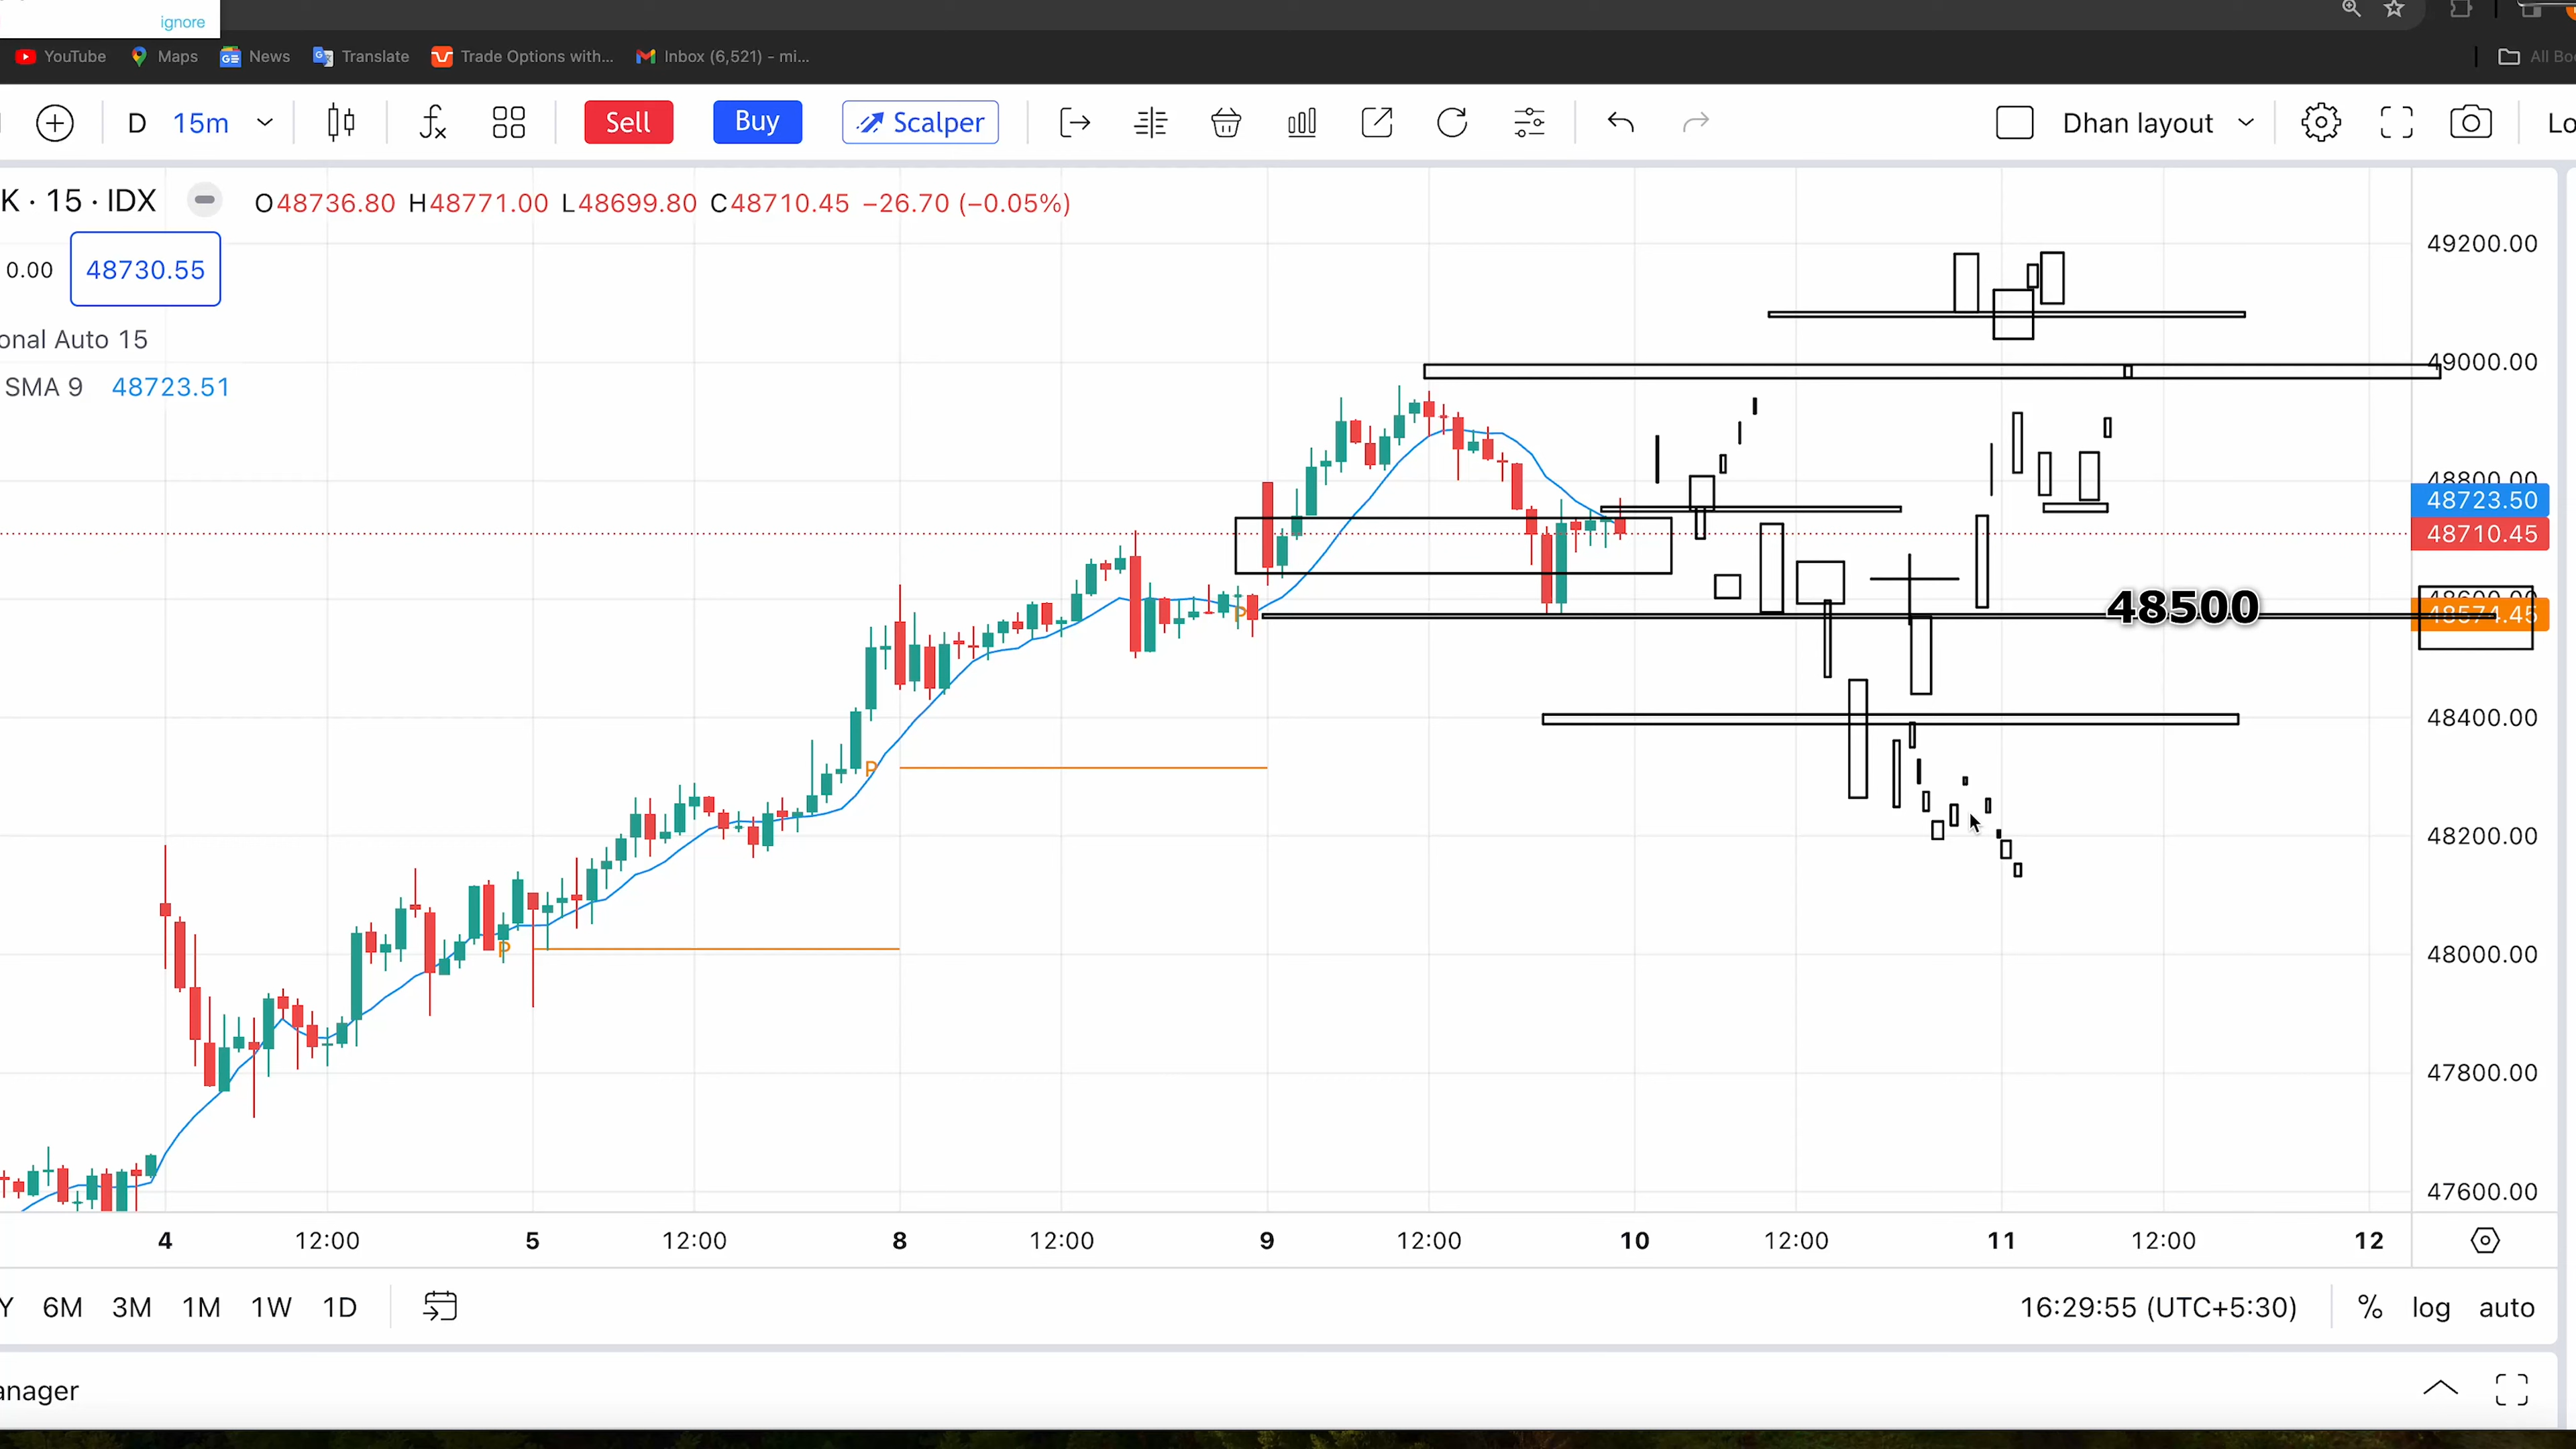 ignore
YouTube Maps News Translate Trade Options with... Inbox (6,521) - mi... All Boo
D 15m Sell Buy Scalper Dhan layout Lo
K · 15 · IDX O48736.80 H48771.00 L48699.80 C48710.45 −26.70 (−0.05%)
0.00 48730.55
onal Auto 15
SMA 9 48723.51
49200.00
49000.00
48800.00
48723.50
48710.45
48600.00
48574.45
48500
48400.00
48200.00
48000.00
47800.00
47600.00
P
P
P
4 12:00 5 12:00 8 12:00 9 12:00 10 12:00 11 12:00 12
Y 6M 3M 1M 1W 1D 16:29:55 (UTC+5:30) % log auto
anager